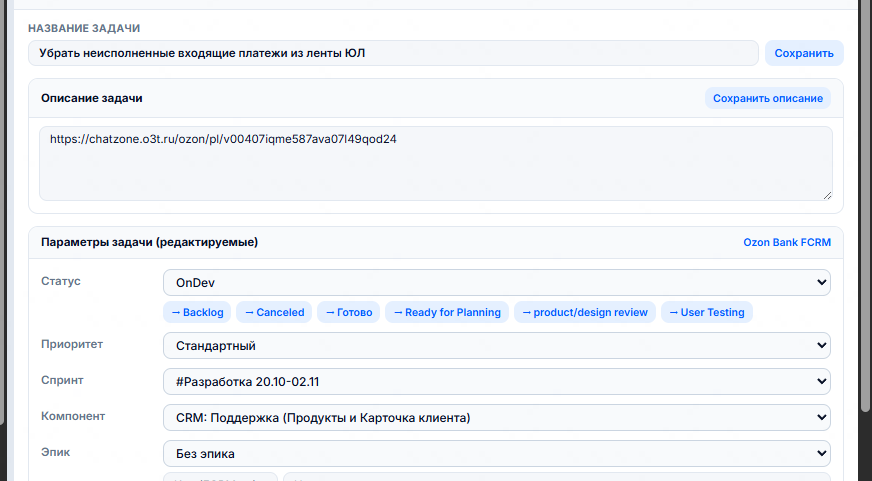 НАЗВАНИЕ ЗАДАЧИ
Убрать неисполненные входящие платежи из ленты ЮЛ
Сохранить
Описание задачи
Сохранить описание
https://chatzone.o3t.ru/ozon/pl/v00407iqme587ava07l49qod24
Параметры задачи (редактируемые)
Ozon Bank FCRM
Статус
OnDev
→ Backlog → Canceled → Готово → Ready for Planning → product/design review → User Testing
Приоритет
Стандартный
Спринт
#Разработка 20.10-02.11
Компонент
CRM: Поддержка (Продукты и Карточка клиента)
Эпик
Без эпика